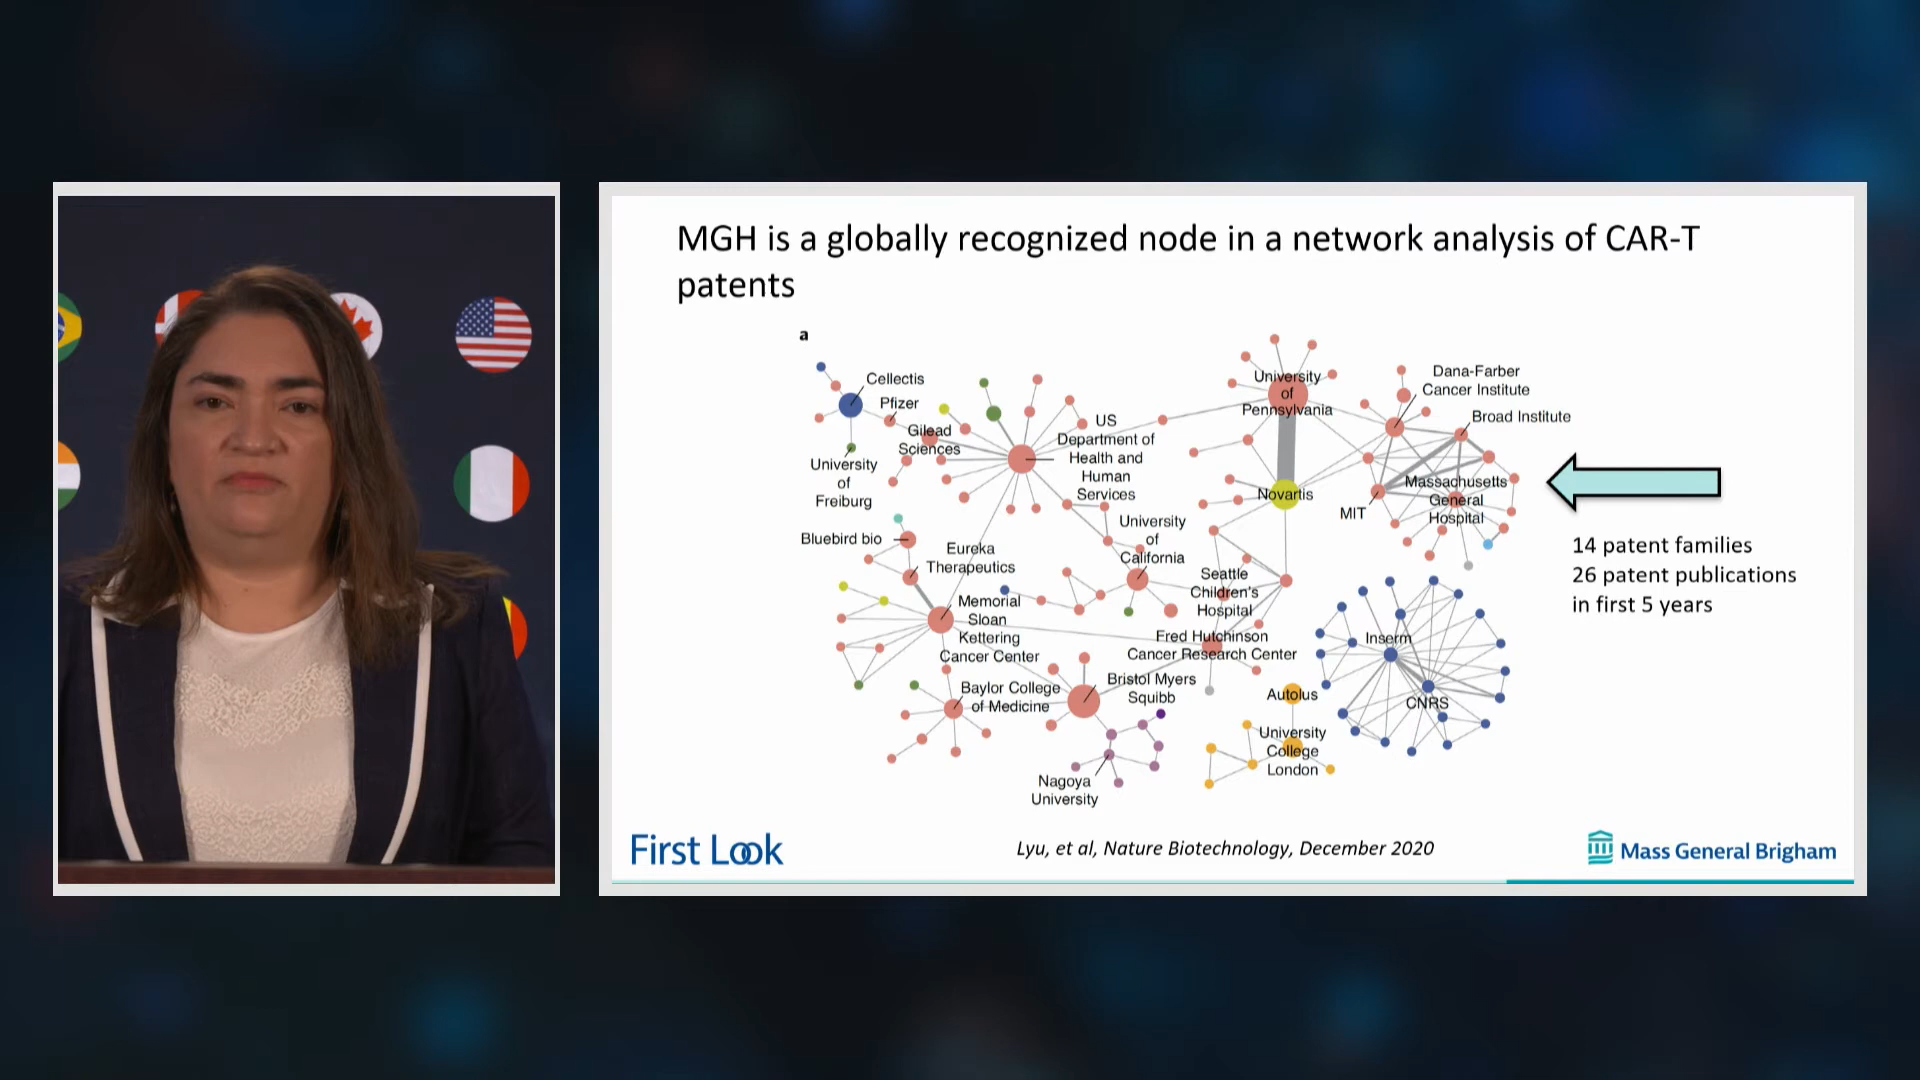 MGH is a globally recognized node in a network analysis of CAR-T
patents
a
Cellectis
Pfizer
Gilead
Sciences
University
of
Freiburg
US
Department of
Health and
Human
Services
University
of
Pennsylvania
Novartis
Dana-Farber
Cancer Institute
Broad Institute
MIT
Massachusetts
General
Hospital
14 patent families
26 patent publications
in first 5 years
Bluebird bio
Eureka
Therapeutics
University
of
California
Seattle
Children's
Hospital
Memorial
Sloan
Kettering
Cancer Center
Fred Hutchinson
Cancer Research Center
Inserm
CNRS
Baylor College
of Medicine
Bristol Myers
Squibb
Autolus
University
College
London
Nagoya
University
First Look
Lyu, et al, Nature Biotechnology, December 2020
Mass General Brigham